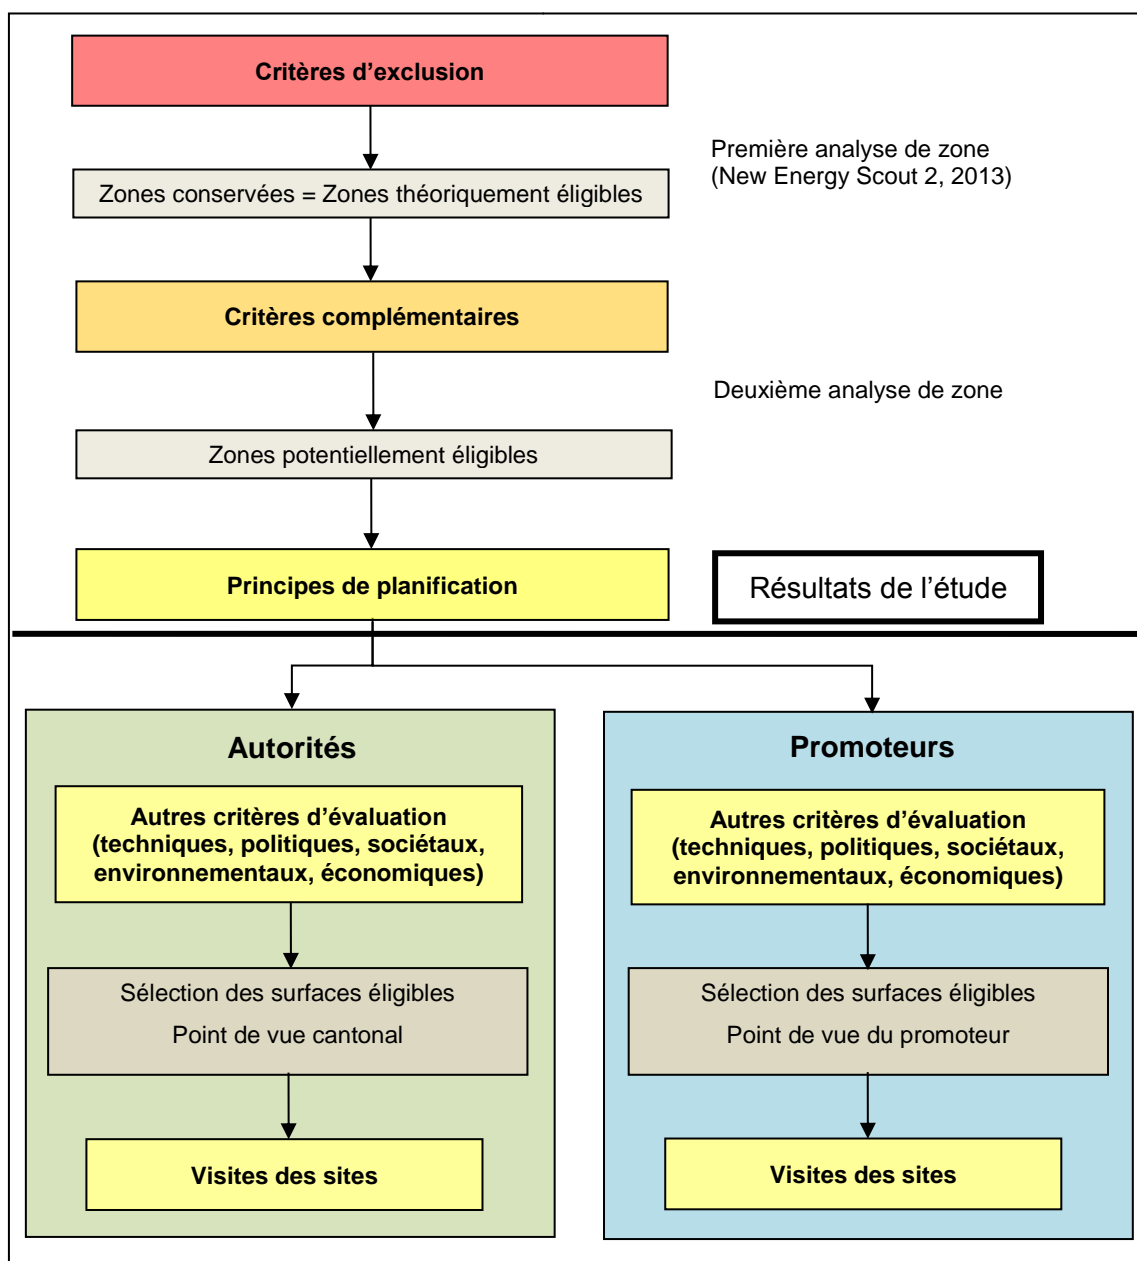 Critères d’exclusion
Première analyse de zone
(New Energy Scout 2, 2013)
Zones conservées = Zones théoriquement éligibles
Critères complémentaires
Deuxième analyse de zone
Zones potentiellement éligibles
Principes de planification
Résultats de l’étude
Autorités
Autres critères d’évaluation
(techniques, politiques, sociétaux,
environnementaux, économiques)
Sélection des surfaces éligibles
Point de vue cantonal
Visites des sites
Promoteurs
Autres critères d’évaluation
(techniques, politiques, sociétaux,
environnementaux, économiques)
Sélection des surfaces éligibles
Point de vue du promoteur
Visites des sites